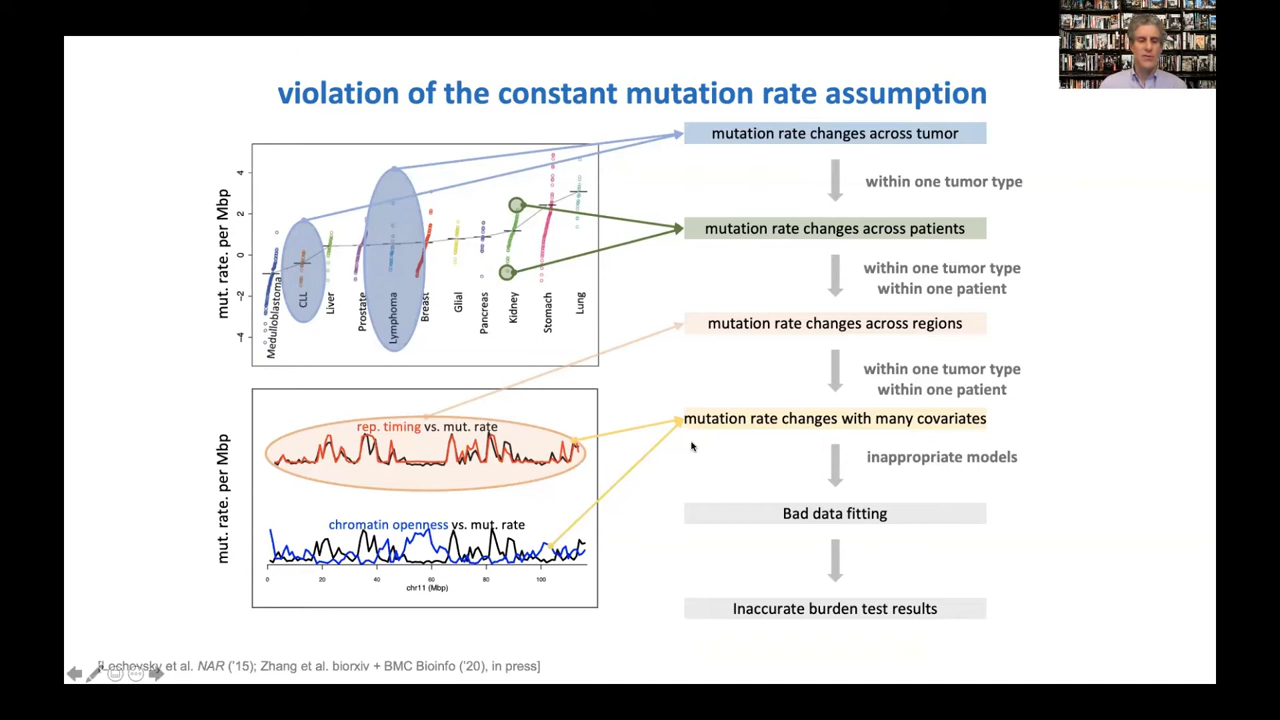 violation of the constant mutation rate assumption
mut. rate. per Mbp
4
2
0
-2
-4
Medulloblastoma
CLL
Liver
Prostate
Lymphoma
Breast
Glial
Pancreas
Kidney
Stomach
Lung
mutation rate changes across tumor
within one tumor type
mutation rate changes across patients
within one tumor type
within one patient
mutation rate changes across regions
within one tumor type
within one patient
mutation rate changes with many covariates
inappropriate models
Bad data fitting
Inaccurate burden test results
mut. rate. per Mbp
rep. timing vs. mut. rate
chromatin openness vs. mut. rate
0 20 40 60 80 100
chr11 (Mbp)
[Lochovsky et al. NAR ('15); Zhang et al. biorxiv + BMC Bioinfo ('20), in press]